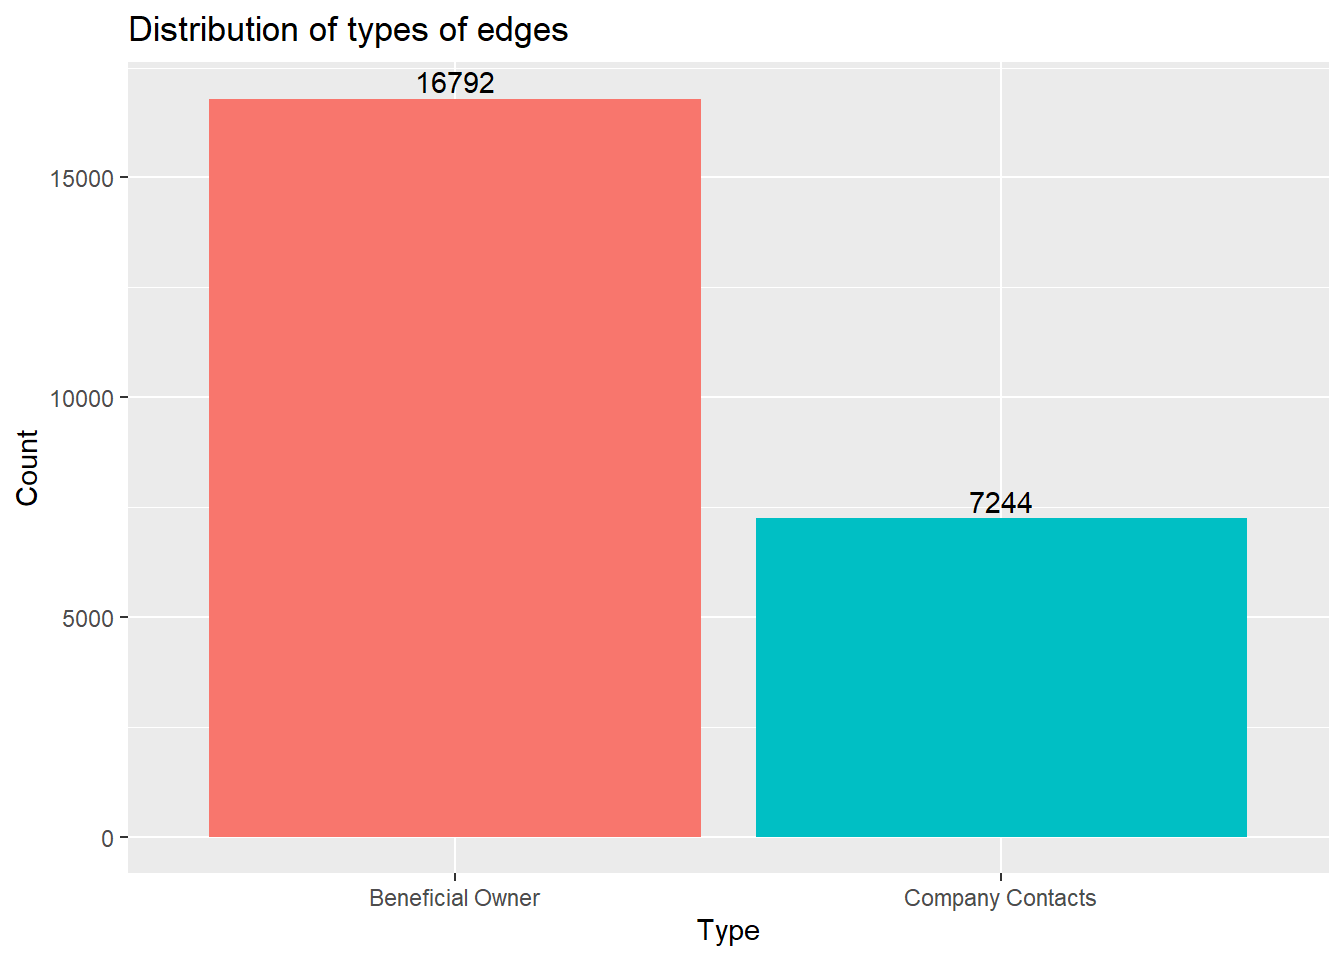 Distribution of types of edges
16792
15000
10000
7244
5000
0
Count
Beneficial Owner
Company Contacts
Type